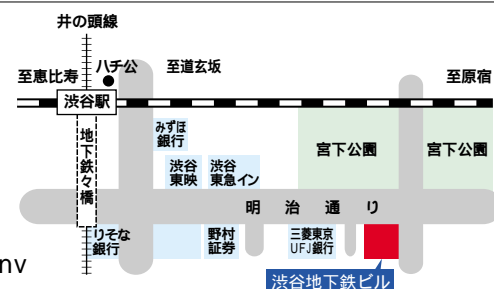 井の頭線
至恵比寿
ハチ公
至道玄坂
至原宿
渋谷駅
地下鉄々橋
みずほ
銀行
渋谷
東映
渋谷
東急イン
宮下公園
宮下公園
明治通り
りそな
銀行
野村
証券
三菱東京
UFJ銀行
nv
渋谷地下鉄ビル